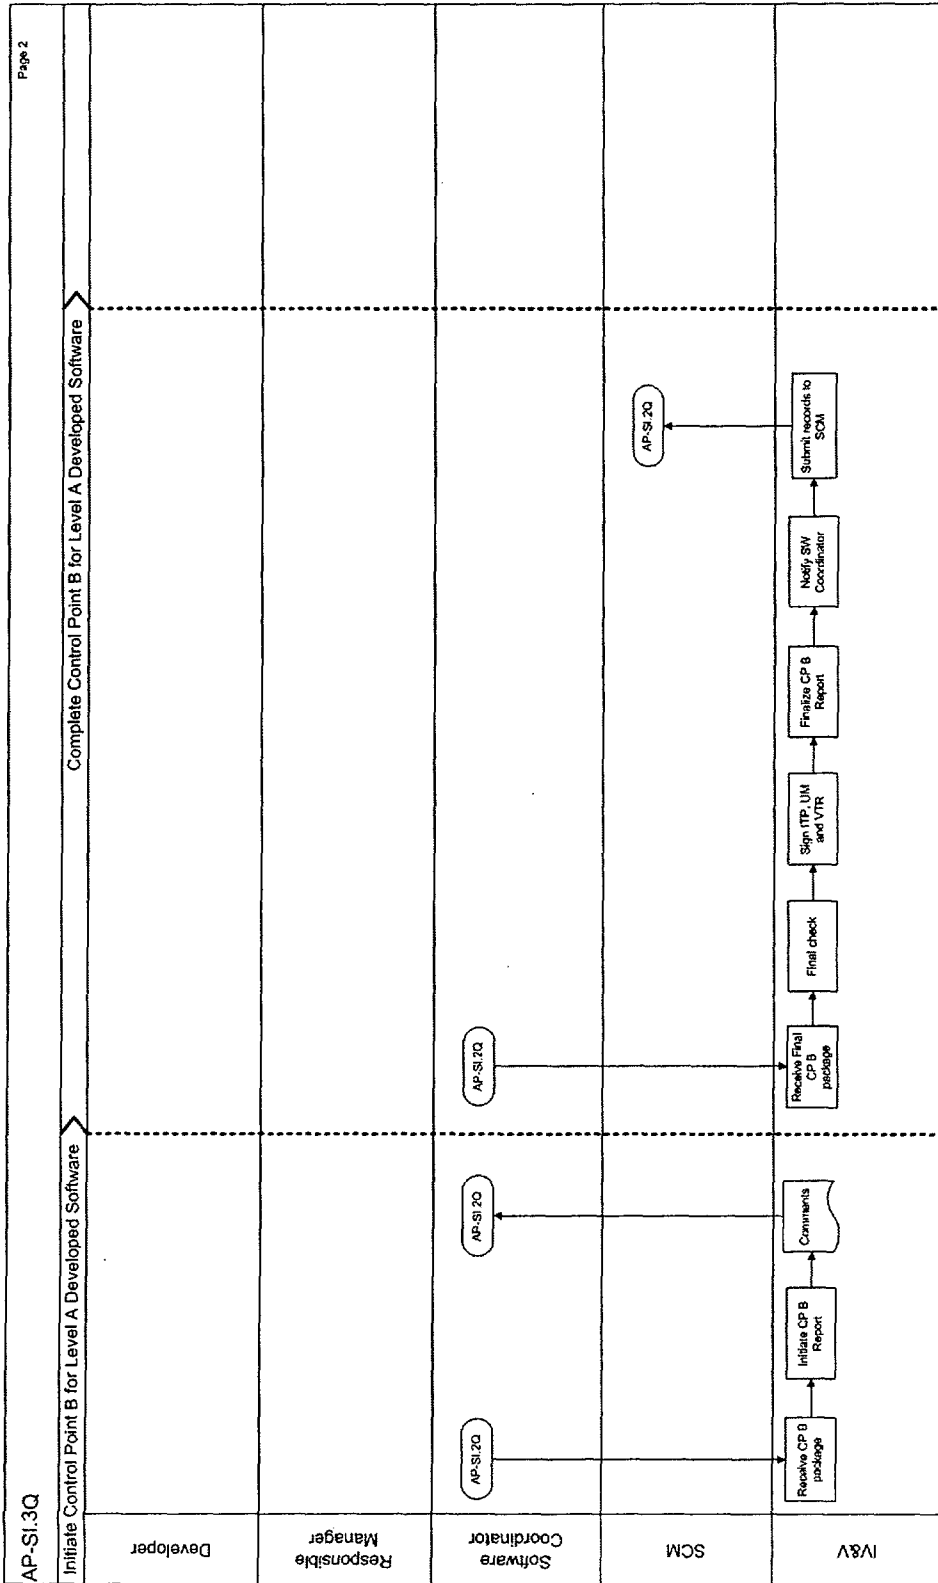 AP-SI.3Q
Page 2
Initiate Control Point B for Level A Developed Software
Complete Control Point B for Level A Developed Software
Developer
Responsible
Manager
Software
Coordinator
AP-SI.2Q
AP-SI.2Q
AP-SI.2Q
SCM
AP-SI.2Q
IV&V
Receive CP B
package
Initiate CP B
Report
Comments
Receive Final
CP B
package
Final check
Sign ITP, UM
and VTR
Finalize CP B
Report
Notify SW
Coordinator
Submit records to
SCM